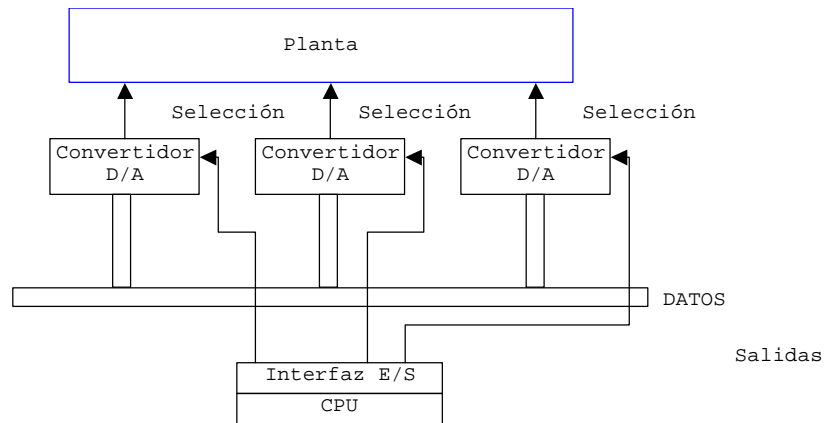 Planta
Selección
Selección
Selección
Convertidor
D/A
Convertidor
D/A
Convertidor
D/A
DATOS
Salidas
Interfaz E/S
CPU